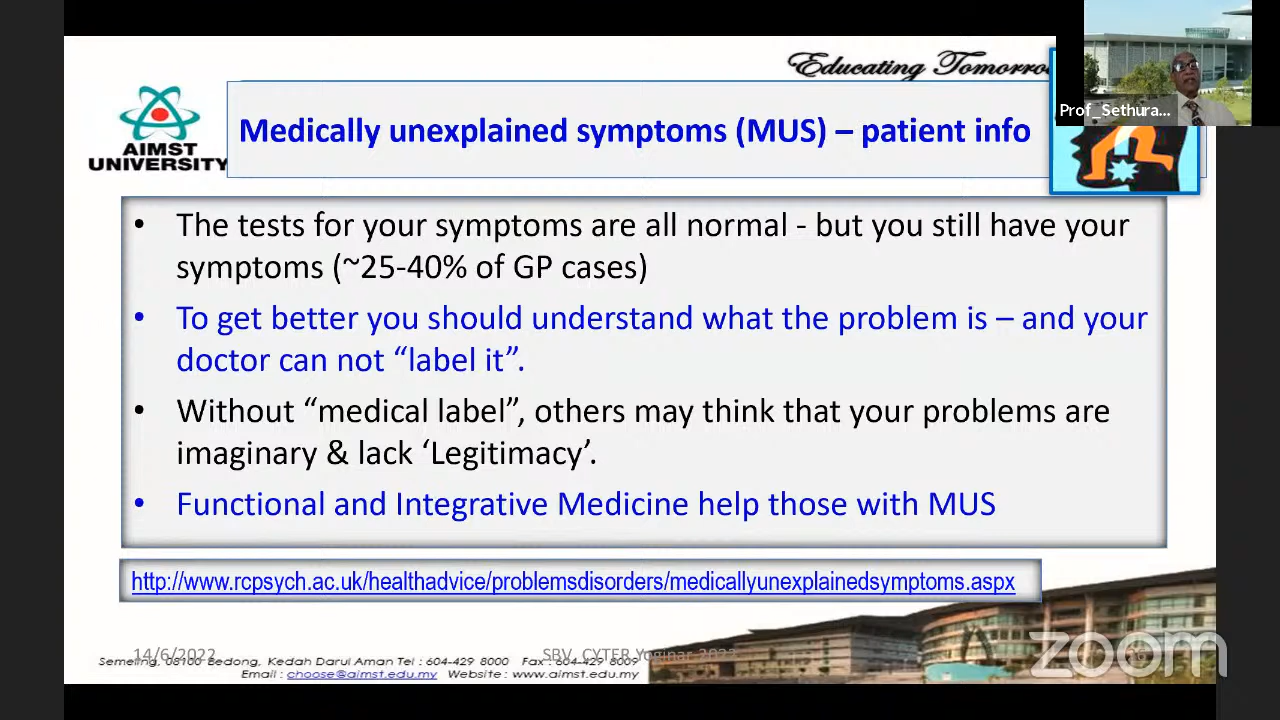 Educating Tomorro
Prof_Sethura...
AIMST
UNIVERSITY
Medically unexplained symptoms (MUS) – patient info
• The tests for your symptoms are all normal - but you still have your
symptoms (~25-40% of GP cases)
• To get better you should understand what the problem is – and your
doctor can not “label it”.
• Without “medical label”, others may think that your problems are
imaginary & lack ‘Legitimacy’.
• Functional and Integrative Medicine help those with MUS
http://www.rcpsych.ac.uk/healthadvice/problemsdisorders/medicallyunexplainedsymptoms.aspx
14/6/2022
SBV, CYTER Yoginar 2022
Semeling, 08100 Bedong, Kedah Darul Aman Tel : 604-429 8000 Fax : 604-429 8009
Email : choose@aimst.edu.my Website : www.aimst.edu.my
zoom